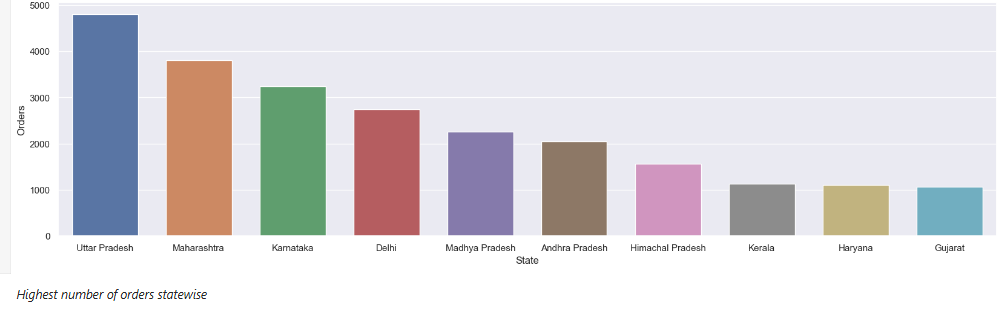 5000
4000
3000
2000
1000
0
Orders
Uttar Pradesh Maharashtra Karnataka Delhi Madhya Pradesh Andhra Pradesh Himachal Pradesh Kerala Haryana Gujarat
State
Highest number of orders statewise